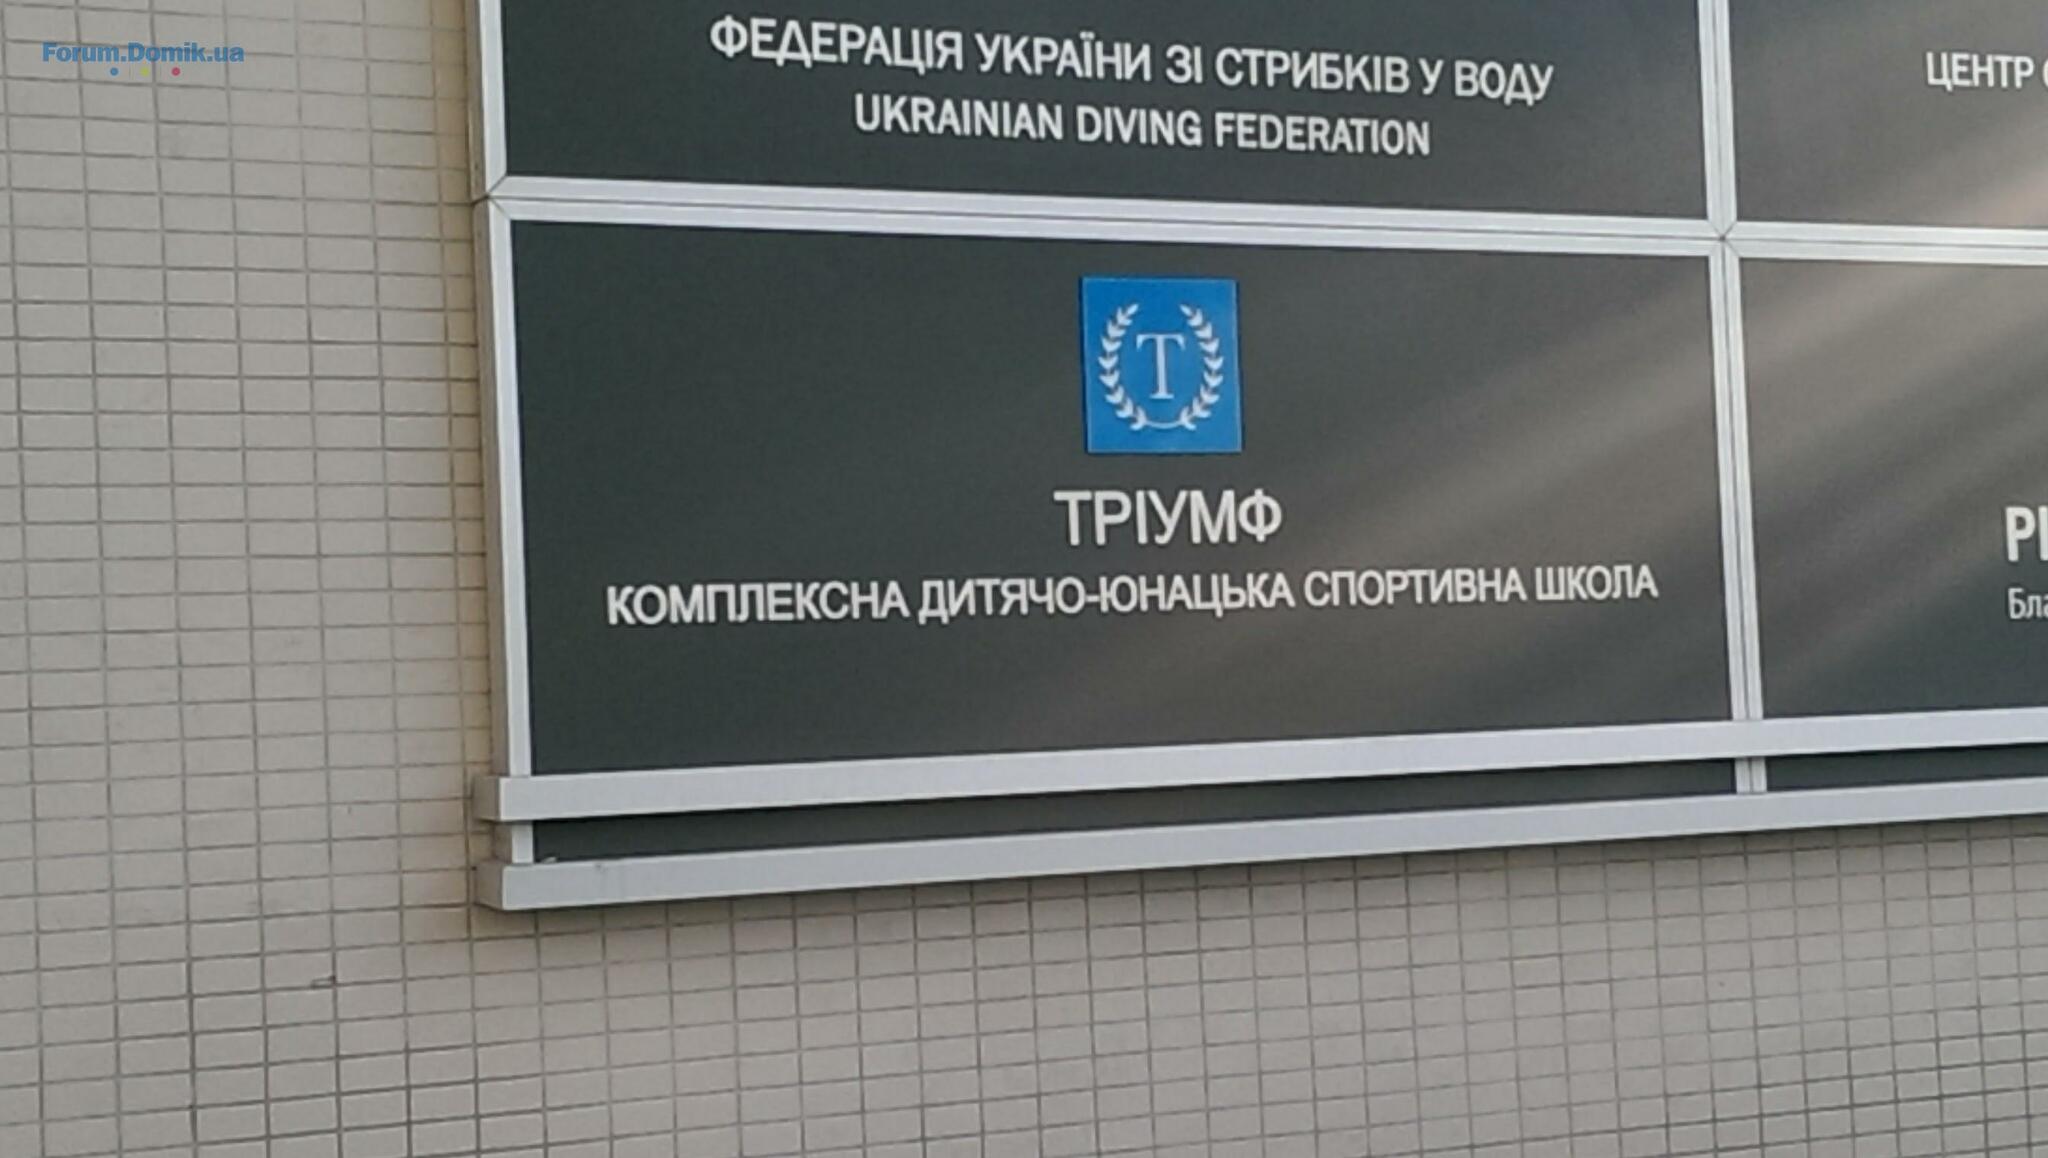 Forum.Domik.ua
ФЕДЕРАЦІЯ УКРАЇНИ ЗІ СТРИБКІВ У ВОДУ
UKRAINIAN DIVING FEDERATION
ЦЕНТР
T
ТРІУМФ
КОМПЛЕКСНА ДИТЯЧО-ЮНАЦЬКА СПОРТИВНА ШКОЛА